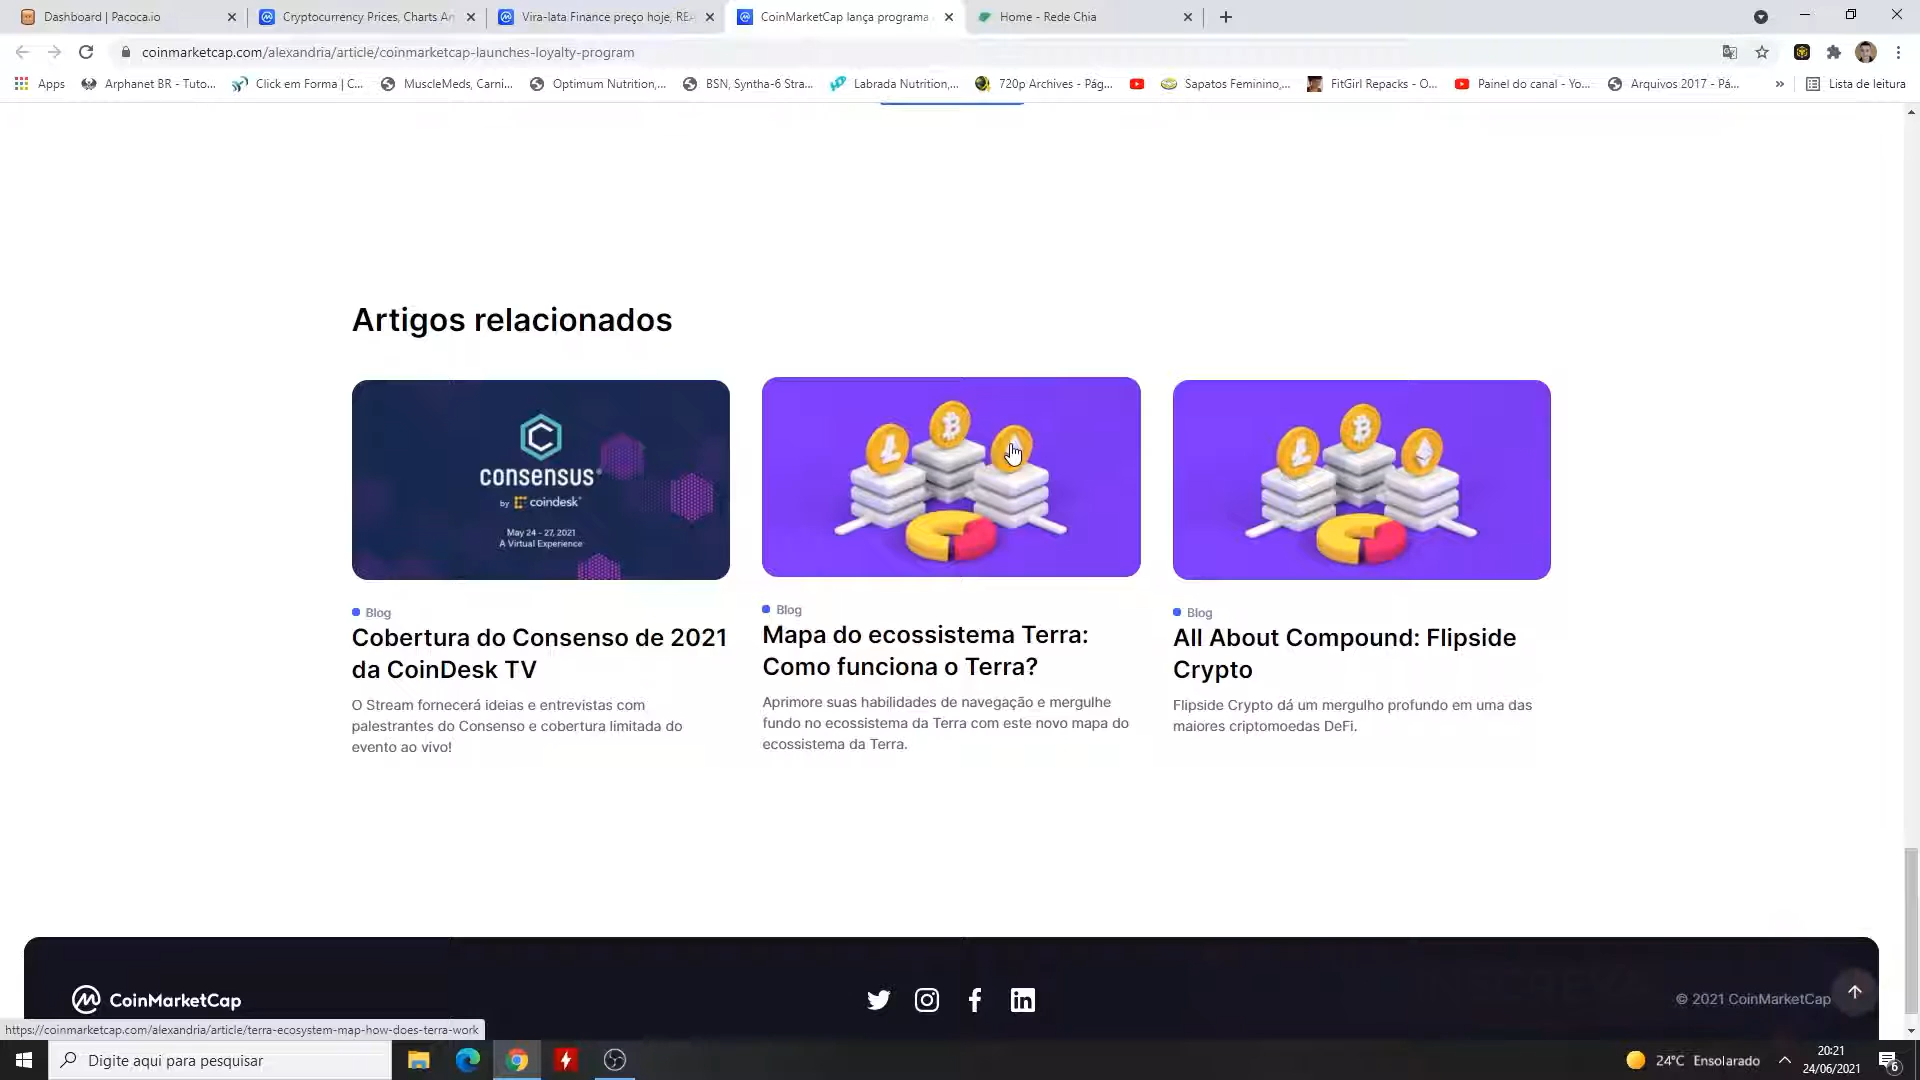 Dashboard | Pacoca.io
Cryptocurrency Prices, Charts An
Vira-lata Finance preço hoje, REA
CoinMarketCap lança programa
Home - Rede Chia
coinmarketcap.com/alexandria/article/coinmarketcap-launches-loyalty-program
Apps
Arphanet BR - Tuto...
Click em Forma | C...
MuscleMeds, Carni...
Optimum Nutrition,...
BSN, Syntha-6 Stra...
Labrada Nutrition,...
720p Archives - Pág...
Sapatos Feminino,...
FitGirl Repacks - O...
Painel do canal - Yo...
Arquivos 2017 - Pá...
»
Lista de leitura
Artigos relacionados
consensus
by coindesk
May 24 - 27, 2021
A Virtual Experience
Blog
Cobertura do Consenso de 2021
da CoinDesk TV
O Stream fornecerá ideias e entrevistas com
palestrantes do Consenso e cobertura limitada do
evento ao vivo!
Blog
Mapa do ecossistema Terra:
Como funciona o Terra?
Aprimore suas habilidades de navegação e mergulhe
fundo no ecossistema da Terra com este novo mapa do
ecossistema da Terra.
Blog
All About Compound: Flipside
Crypto
Flipside Crypto dá um mergulho profundo em uma das
maiores criptomoedas DeFi.
CoinMarketCap
© 2021 CoinMarketCap
https://coinmarketcap.com/alexandria/article/terra-ecosystem-map-how-does-terra-work
Digite aqui para pesquisar
24°C Ensolarado
20:21
24/06/2021
6